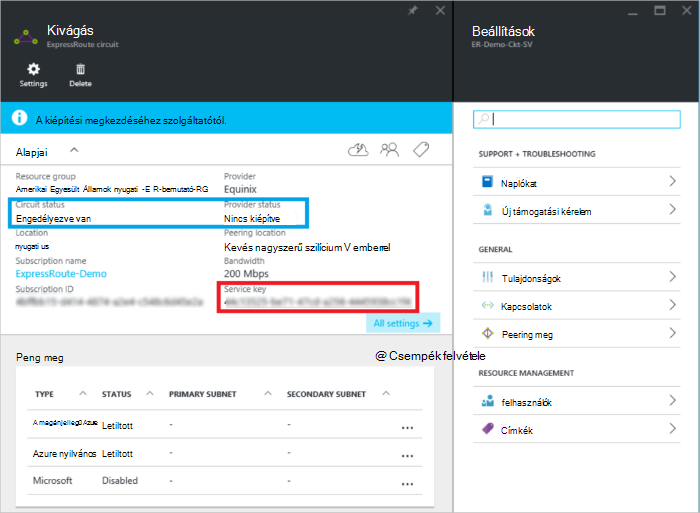 Kivágás
ExpressRoute circuit
Settings
Delete
A kiépítési megkezdéséhez szolgáltatótól.
Alapjai
Resource group
Provider
Amerikai Egyesült Államok nyugati -E R-bemutató-RG
Equinix
Circuit status
Provider status
Engedélyezve van
Nincs kiépítve
Location
Peering location
nyugati us
Kevés nagyszerű szilícium V emberrel
Subscription name
Bandwidth
ExpressRoute-Demo
200 Mbps
Subscription ID
Service key
All settings →
Peng meg
@ Csempék felvétele
TYPE
STATUS
PRIMARY SUBNET
SECONDARY SUBNET
A magánjellegű Azure
Letiltott
-
-
...
Azure nyilvános
Letiltott
-
-
...
Microsoft
Disabled
-
-
...
Beállítások
ER-Demo-Ckt-SV
SUPPORT + TROUBLESHOOTING
Naplókat
Új támogatási kérelem
GENERAL
Tulajdonságok
Kapcsolatok
Peering meg
RESOURCE MANAGEMENT
felhasználók
Címkék